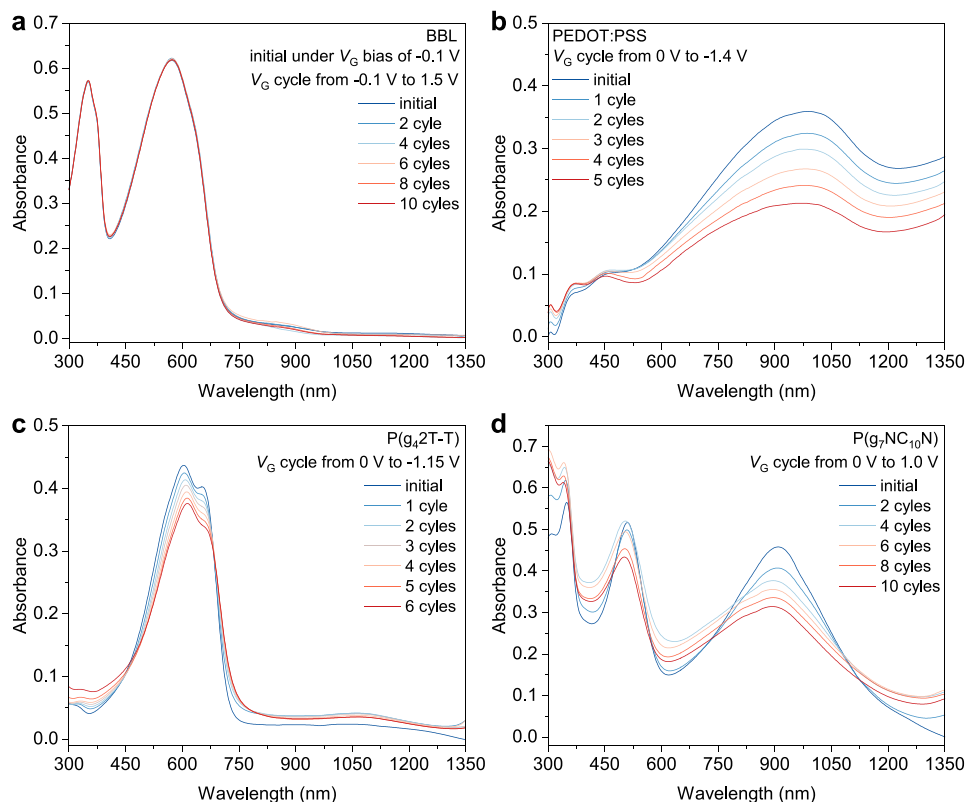 a
BBL
initial under VG bias of -0.1 V
VG cycle from -0.1 V to 1.5 V
initial
2 cyle
4 cyles
6 cyles
8 cyles
10 cyles
0.7
0.6
0.5
0.4
0.3
0.2
0.1
0.0
Absorbance
300 450 600 750 900 1050 1200 1350
Wavelength (nm)
b
PEDOT:PSS
VG cycle from 0 V to -1.4 V
initial
1 cyle
2 cyles
3 cyles
4 cyles
5 cyles
0.5
0.4
0.3
0.2
0.1
0.0
Absorbance
300 450 600 750 900 1050 1200 1350
Wavelength (nm)
c
P(g42T-T)
VG cycle from 0 V to -1.15 V
initial
1 cyle
2 cyles
3 cyles
4 cyles
5 cyles
6 cyles
0.5
0.4
0.3
0.2
0.1
0.0
Absorbance
300 450 600 750 900 1050 1200 1350
Wavelength (nm)
d
P(g7NC10N)
VG cycle from 0 V to 1.0 V
initial
2 cyles
4 cyles
6 cyles
8 cyles
10 cyles
0.7
0.6
0.5
0.4
0.3
0.2
0.1
0.0
Absorbance
300 450 600 750 900 1050 1200 1350
Wavelength (nm)